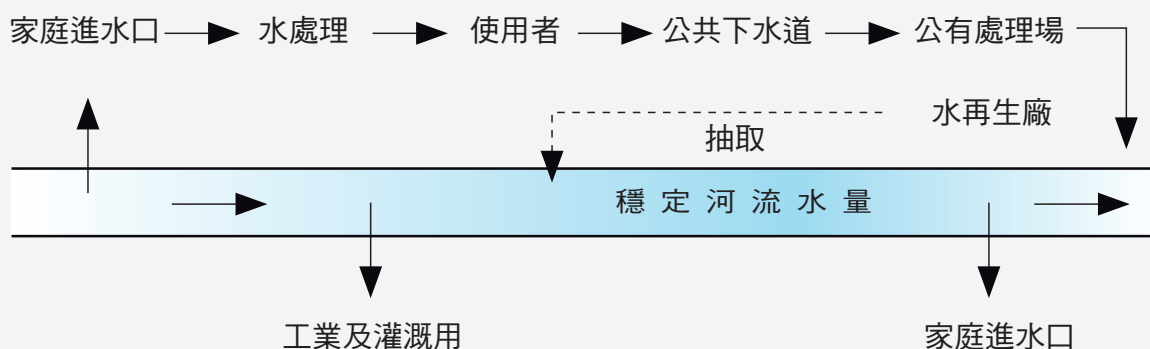 家庭進水口 水處理 使用者 公共下水道 公有處理場
水再生廠
抽取
穩定河流水量
工業及灌溉用 家庭進水口